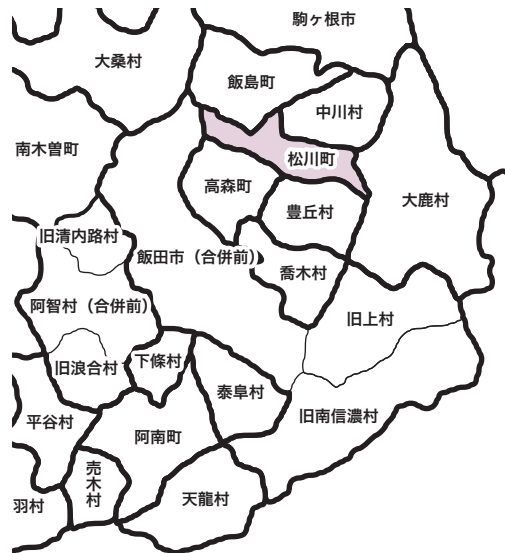 駒ヶ根市
大桑村
飯島町
中川村
南木曽町
松川町
高森町
大鹿村
豊丘村
旧清内路村
飯田市（合併前）
喬木村
阿智村（合併前）
旧上村
下條村
旧浪合村
泰阜村
旧南信濃村
平谷村
阿南町
売木村
天龍村
羽村